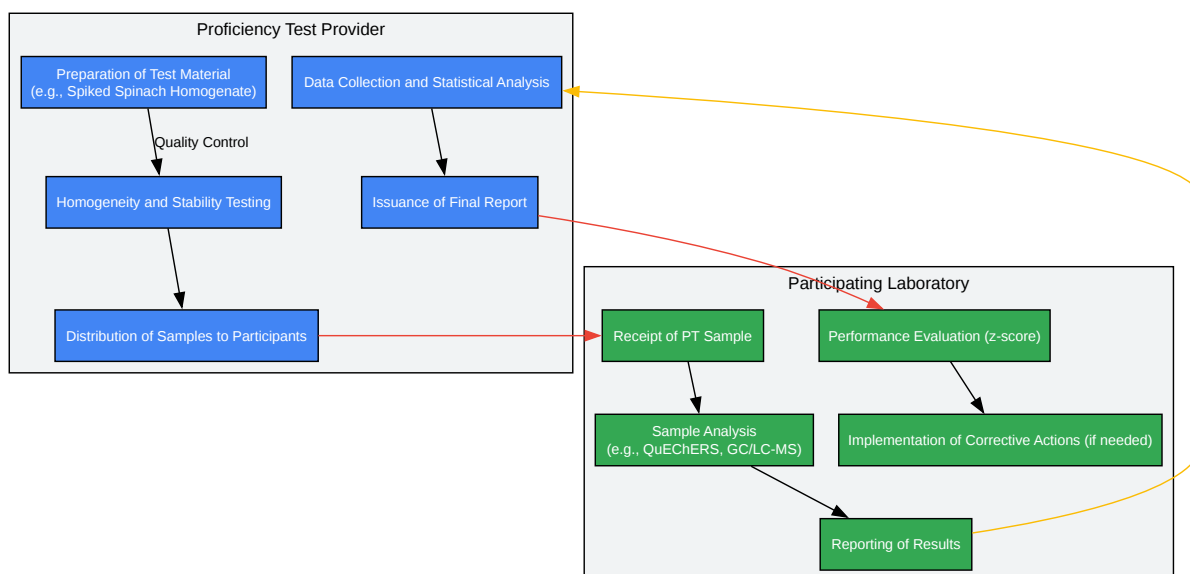 Proficiency Test Provider
Preparation of Test Material
(e.g., Spiked Spinach Homogenate)
Data Collection and Statistical Analysis
Quality Control
Homogeneity and Stability Testing
Issuance of Final Report
Distribution of Samples to Participants
Participating Laboratory
Receipt of PT Sample
Performance Evaluation (z-score)
Sample Analysis
(e.g., QuEChERS, GC/LC-MS)
Implementation of Corrective Actions (if needed)
Reporting of Results